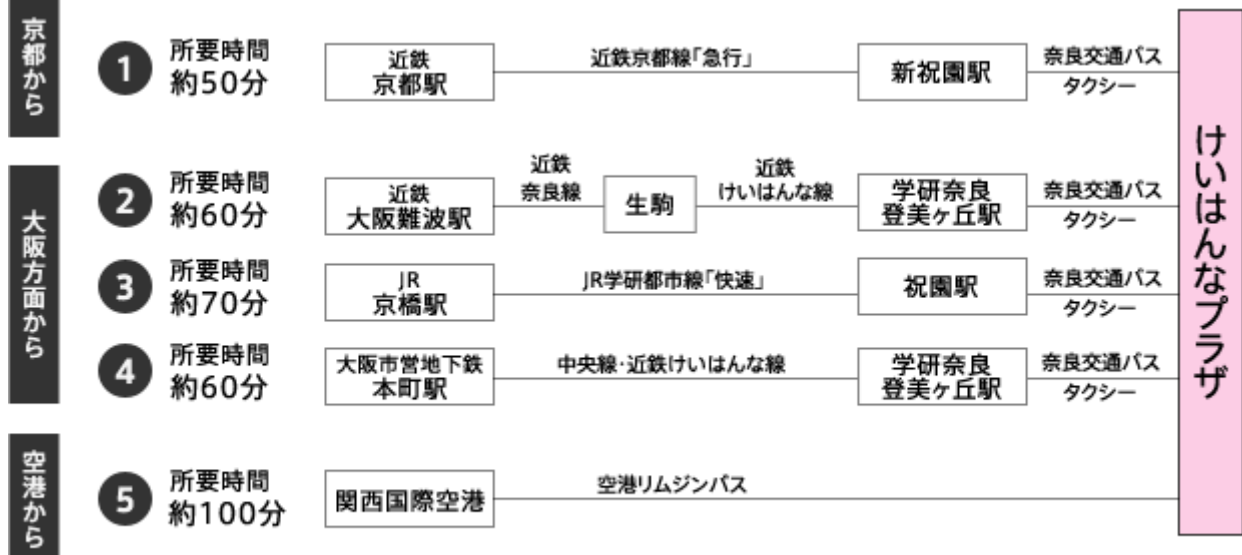 京都から
1
所要時間
約50分
近鉄
京都駅
近鉄京都線「急行」
新祝園駅
奈良交通バス
タクシー
大阪方面から
2
所要時間
約60分
近鉄
大阪難波駅
近鉄
奈良線
生駒
近鉄
けいはんな線
学研奈良
登美ヶ丘駅
奈良交通バス
タクシー
3
所要時間
約70分
JR
京橋駅
JR学研都市線「快速」
祝園駅
奈良交通バス
タクシー
4
所要時間
約60分
大阪市営地下鉄
本町駅
中央線・近鉄けいはんな線
学研奈良
登美ヶ丘駅
奈良交通バス
タクシー
空港から
5
所要時間
約100分
関西国際空港
空港リムジンバス
けいはんなプラザ